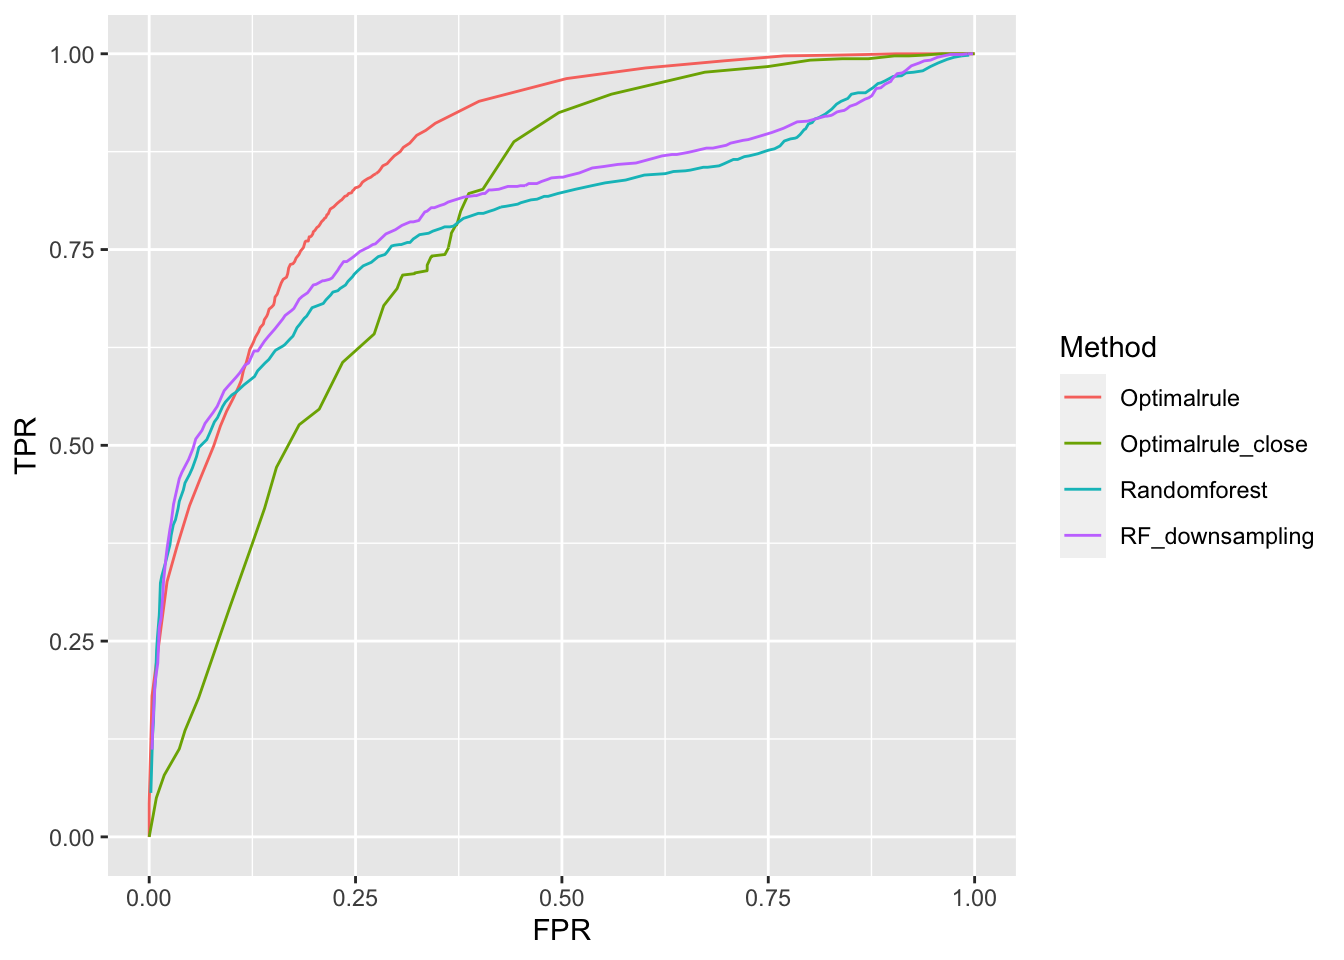 1.00
0.75
0.50
0.25
0.00
TPR
0.00 0.25 0.50 0.75 1.00
FPR
Method
Optimalrule
Optimalrule_close
Randomforest
RF_downsampling